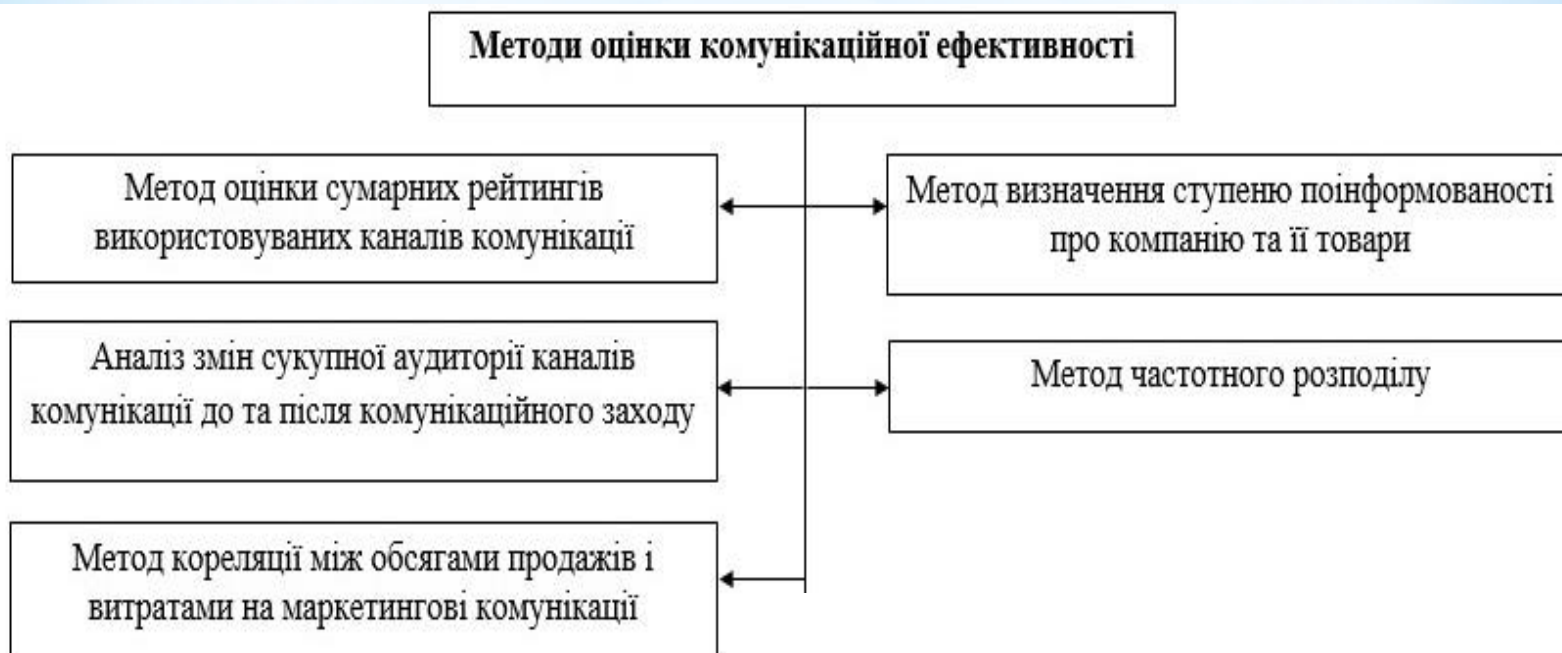 Методи оцінки комунікаційної ефективності
Метод оцінки сумарних рейтингів
використовуваних каналів комунікації
Метод визначення ступеню поінформованості
про компанію та її товари
Аналіз змін сукупної аудиторії каналів
комунікації до та після комунікаційного заходу
Метод частотного розподілу
Метод кореляції між обсягами продажів і
витратами на маркетингові комунікації